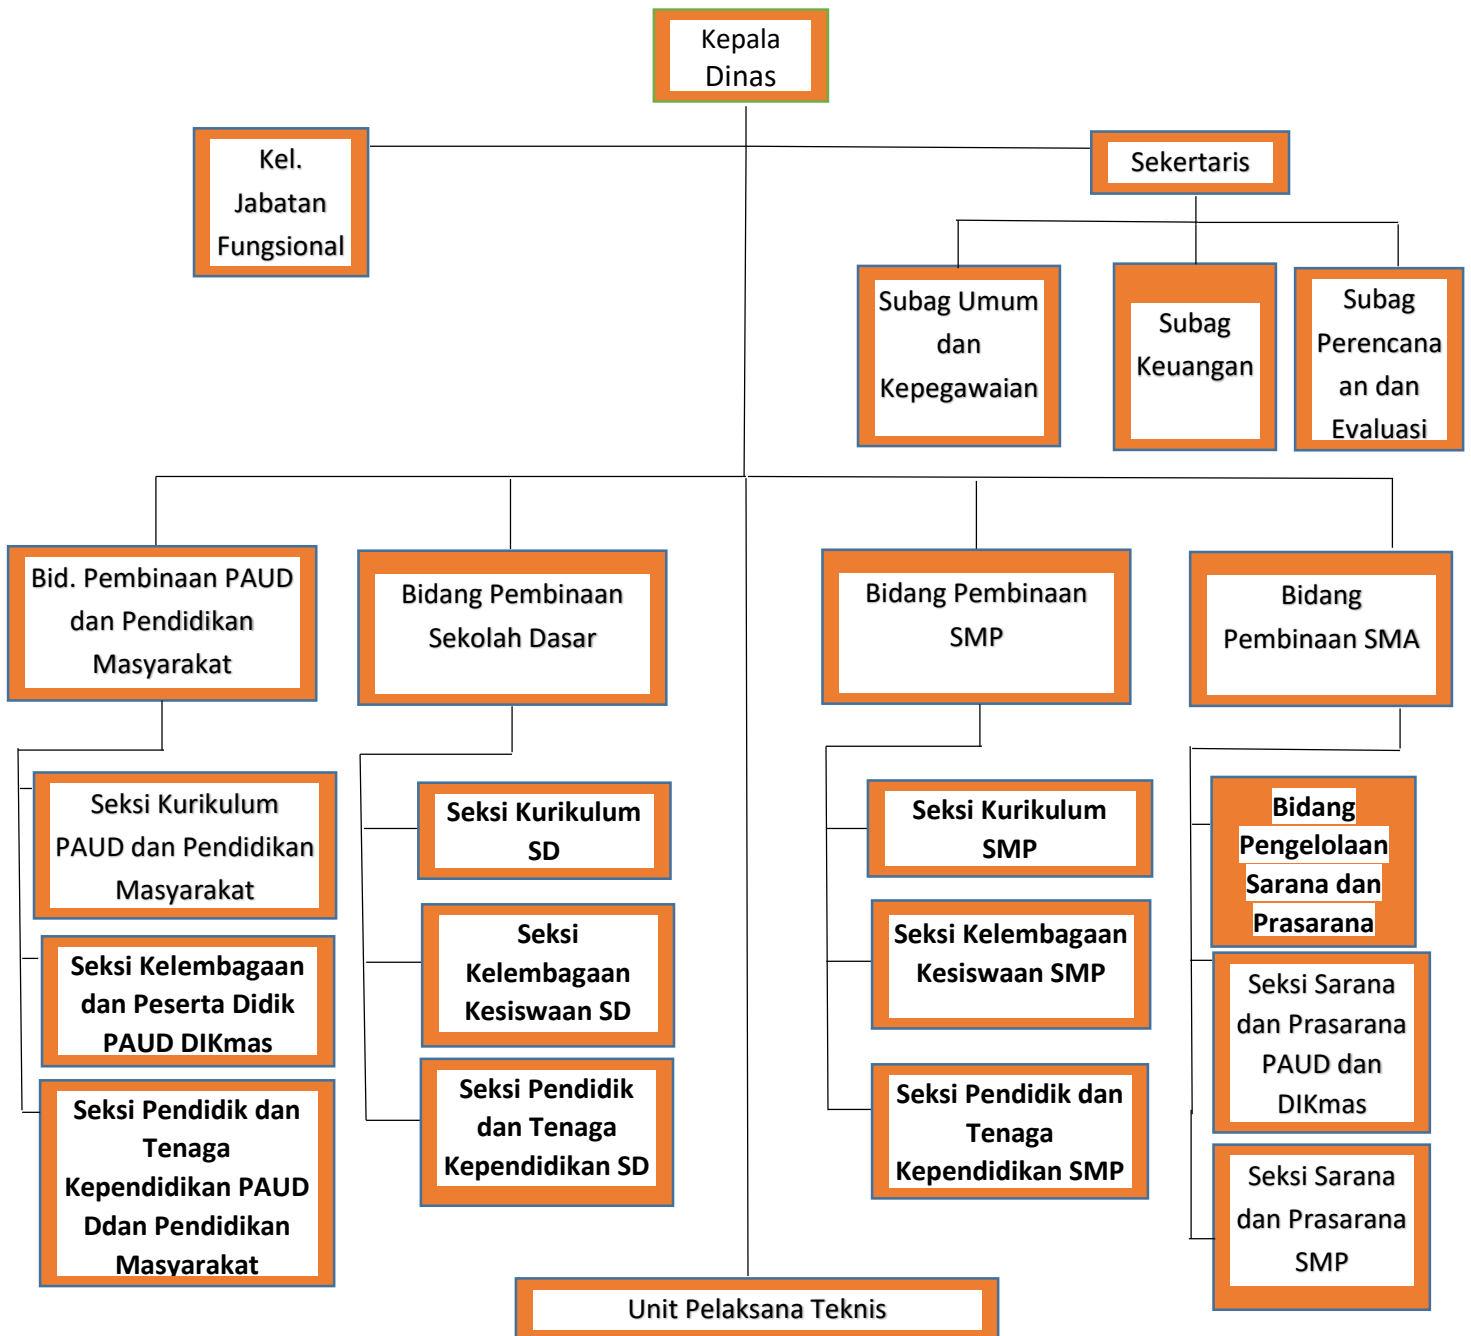 Kepala
Dinas
Kel.
Jabatan
Fungsional
Sekertaris
Subag Umum
dan
Kepegawaian
Subag
Keuangan
Subag
Perencana
an dan
Evaluasi
Bid. Pembinaan PAUD
dan Pendidikan
Masyarakat
Bidang Pembinaan
Sekolah Dasar
Bidang Pembinaan
SMP
Bidang
Pembinaan SMA
Seksi Kurikulum
PAUD dan Pendidikan
Masyarakat
Seksi Kelembagaan
dan Peserta Didik
PAUD DIKmas
Seksi Pendidik dan
Tenaga
Kependidikan PAUD
Ddan Pendidikan
Masyarakat
Seksi Kurikulum
SD
Seksi
Kelembagaan
Kesiswaan SD
Seksi Pendidik
dan Tenaga
Kependidikan SD
Seksi Kurikulum
SMP
Seksi Kelembagaan
Kesiswaan SMP
Seksi Pendidik dan
Tenaga
Kependidikan SMP
Bidang
Pengelolaan
Sarana dan
Prasarana
Seksi Sarana
dan Prasarana
PAUD dan
DIKmas
Seksi Sarana
dan Prasarana
SMP
Unit Pelaksana Teknis